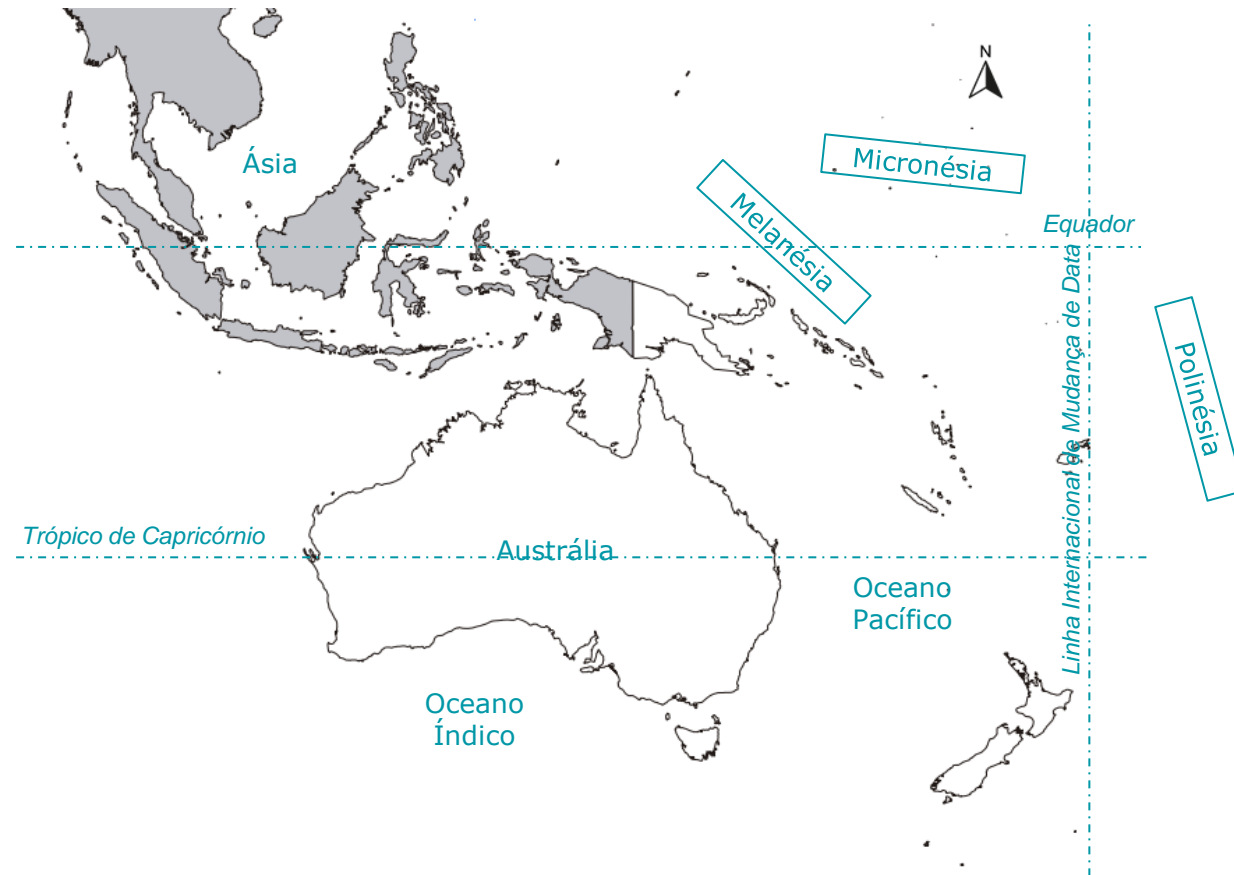 N
Ásia
Micronésia
Melanésia
Equador
Linha Internacional de Mudança de Data
Polinésia
Trópico de Capricórnio
Austrália
Oceano
Pacífico
Oceano
Índico